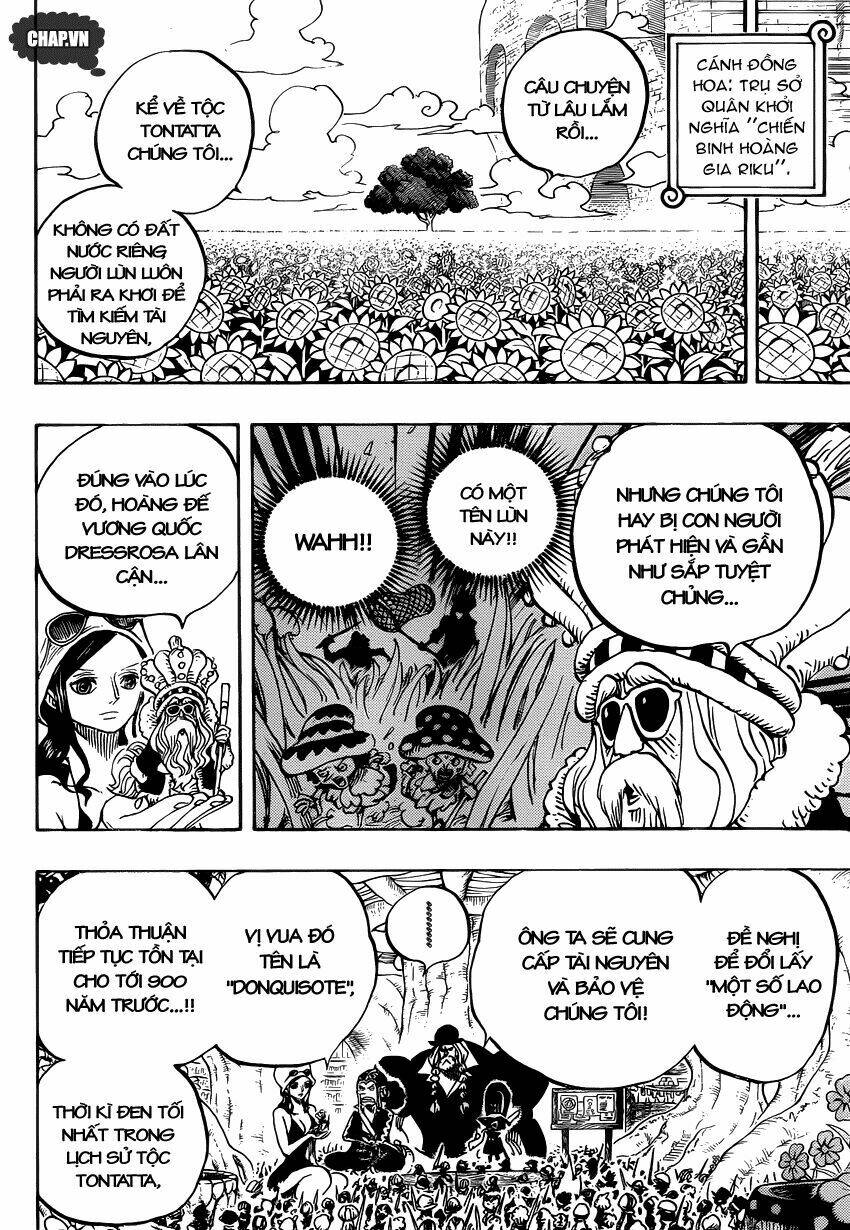 CHAP.VN
CÁNH ĐỒNG
HOA: TRỤ SỞ
QUÂN KHỞI
NGHĨA "CHIẾN
BINH HOÀNG
GIA RIKU".
CÂU CHUYỆN
TỪ LÂU LẮM
RỒI...
KỂ VỀ TỘC
TONTATTA
CHÚNG TÔI...
KHÔNG CÓ ĐẤT
NƯỚC RIÊNG,
NGƯỜI LÙN LUÔN
PHẢI RA KHƠI ĐỂ
TÌM KIẾM TÀI
NGUYÊN,
NHƯNG CHÚNG TÔI
HAY BỊ CON NGƯỜI
PHÁT HIỆN VÀ GẦN
NHƯ SẮP TUYỆT
CHỦNG...
CÓ MỘT
TÊN LÙN
NÀY!!
WAHH!!
ĐÚNG VÀO LÚC
ĐÓ, HOÀNG ĐẾ
VƯƠNG QUỐC
DRESSROSA LÂN
CẬN...
ĐỀ NGHỊ
ĐỂ ĐỔI LẤY
"MỘT SỐ LAO
ĐỘNG"...
ÔNG TA SẼ CUNG
CẤP TÀI NGUYÊN
VÀ BẢO VỆ
CHÚNG TÔI!
.........
VỊ VUA ĐÓ
TÊN LÀ
"DONQUISOTE",
THỎA THUẬN
TIẾP TỤC TỒN TẠI
CHO TỚI 900
NĂM TRƯỚC...!!
THỜI KÌ ĐEN TỐI
NHẤT TRONG
LỊCH SỬ TỘC
TONTATTA,